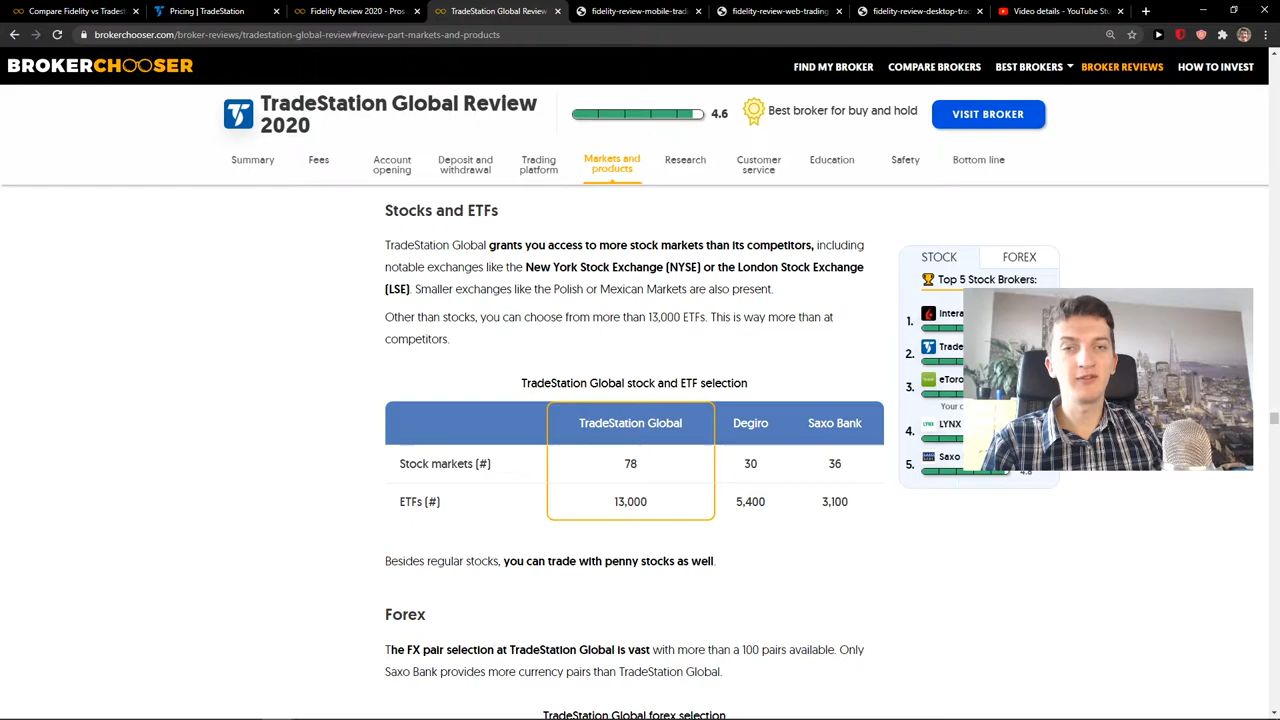 Compare Fidelity vs Tradest
Pricing | TradeStation
Fidelity Review 2020 - Pros
TradeStation Global Review
fidelity-review-mobile-tradi
fidelity-review-web-trading
fidelity-review-desktop-trad
Video details - YouTube Stu
brokerchooser.com/broker-reviews/tradestation-global-review#review-part-markets-and-products
BROKERCHOOSER
FIND MY BROKER
COMPARE BROKERS
BEST BROKERS
BROKER REVIEWS
HOW TO INVEST
TradeStation Global Review
2020
4.6
Best broker for buy and hold
VISIT BROKER
Summary
Fees
Account
opening
Deposit and
withdrawal
Trading
platform
Markets and
products
Research
Customer
service
Education
Safety
Bottom line
Stocks and ETFs
TradeStation Global grants you access to more stock markets than its competitors, including
notable exchanges like the New York Stock Exchange (NYSE) or the London Stock Exchange
(LSE). Smaller exchanges like the Polish or Mexican Markets are also present.
Other than stocks, you can choose from more than 13,000 ETFs. This is way more than at
competitors.
TradeStation Global stock and ETF selection
TradeStation Global Degiro Saxo Bank
Stock markets (#) 78 30 36
ETFs (#) 13,000 5,400 3,100
Besides regular stocks, you can trade with penny stocks as well.
Forex
The FX pair selection at TradeStation Global is vast with more than a 100 pairs available. Only
Saxo Bank provides more currency pairs than TradeStation Global.
TradeStation Global forex selection
STOCK
FOREX
Top 5 Stock Brokers:
1. Intera
2. Trade
3. eToro
Your c
4. LYNX
5. Saxo